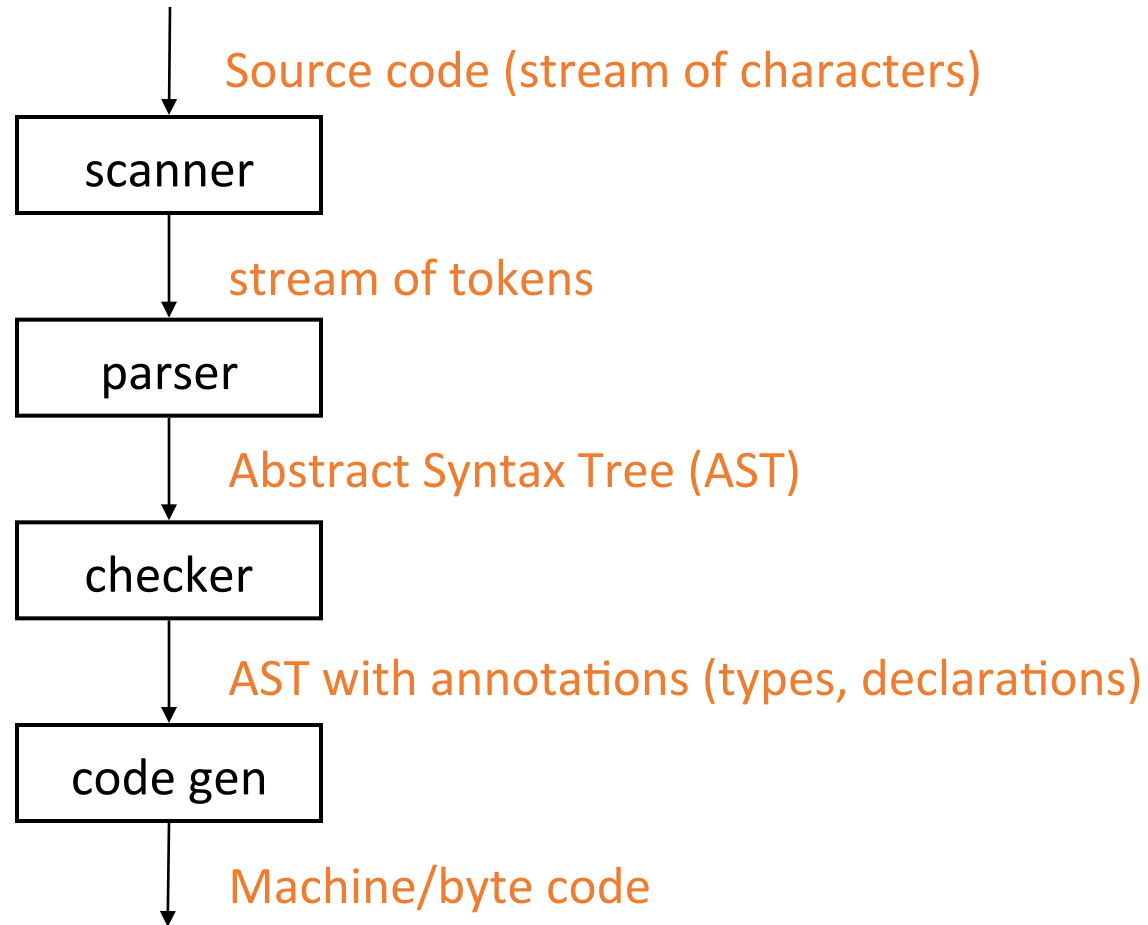 Source code (stream of characters)
scanner
stream of tokens
parser
Abstract Syntax Tree (AST)
checker
AST with annotations (types, declarations)
code gen
Machine/byte code